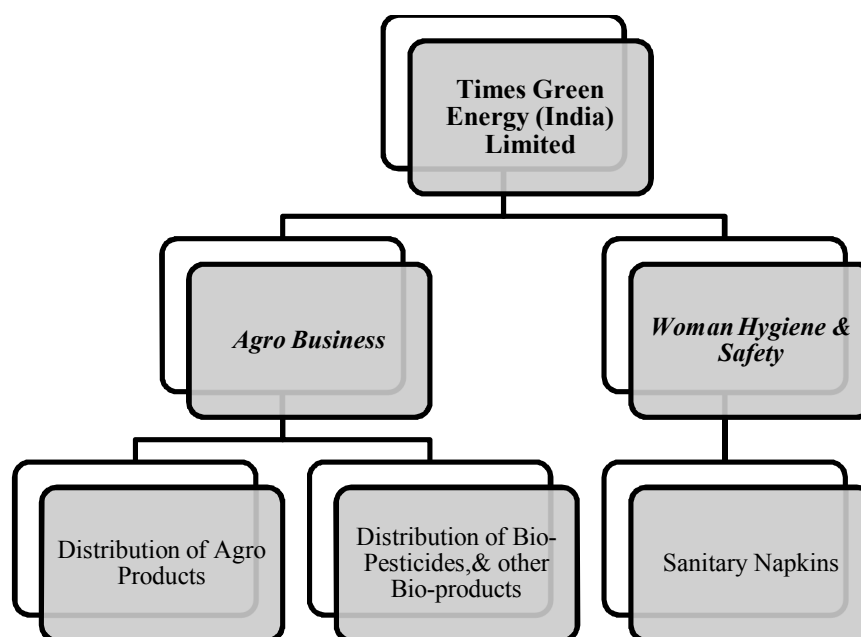 Times Green
Energy (India)
Limited
Agro Business
Woman Hygiene &
Safety
Distribution of Agro
Products
Distribution of Bio-
Pesticides,& other
Bio-products
Sanitary Napkins